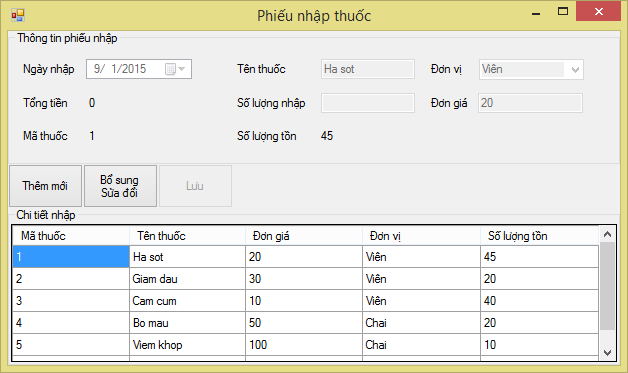 Phiếu nhập thuốc
Thông tin phiếu nhập
Ngày nhập 9/ 1/2015 Tên thuốc Ha sot Đơn vị Viên
Tổng tiền 0 Số lượng nhập Đơn giá 20
Mã thuốc 1 Số lượng tồn 45
Thêm mới Bổ sung Sửa đổi Lưu
Chi tiết nhập
Mã thuốc Tên thuốc Đơn giá Đơn vị Số lượng tồn
1 Ha sot 20 Viên 45
2 Giam dau 30 Viên 20
3 Cam cum 10 Viên 40
4 Bo mau 50 Chai 20
5 Viem khop 100 Chai 10